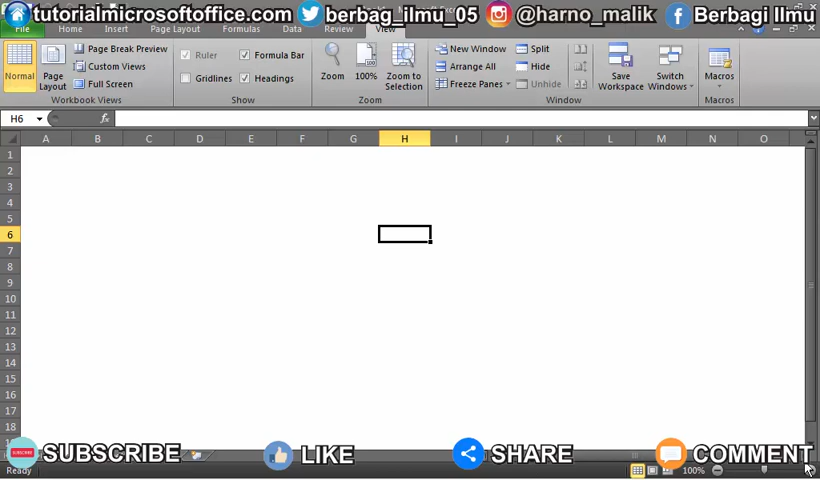 tutorialmicrosoftoffice.com berbag_ilmu_05 @harno_malik Berbagi Ilmu
File Home Page Layout Formulas Data Review View
Normal
Page Layout
Page Break Preview
Custom Views
Full Screen
Workbook Views
Ruler
Formula Bar
Gridlines
Headings
Show
Zoom
100%
Zoom to Selection
Zoom
New Window
Arrange All
Freeze Panes
Split
Hide
Unhide
Save Workspace
Switch Windows
Window
Macros
Macros
H6 fx
A B C D E F G H I J K L M N O
1
2
3
4
5
6
7
8
9
10
11
12
13
14
15
16
17
18
SUBSCRIBE LIKE SHARE COMMENT
Ready 100%